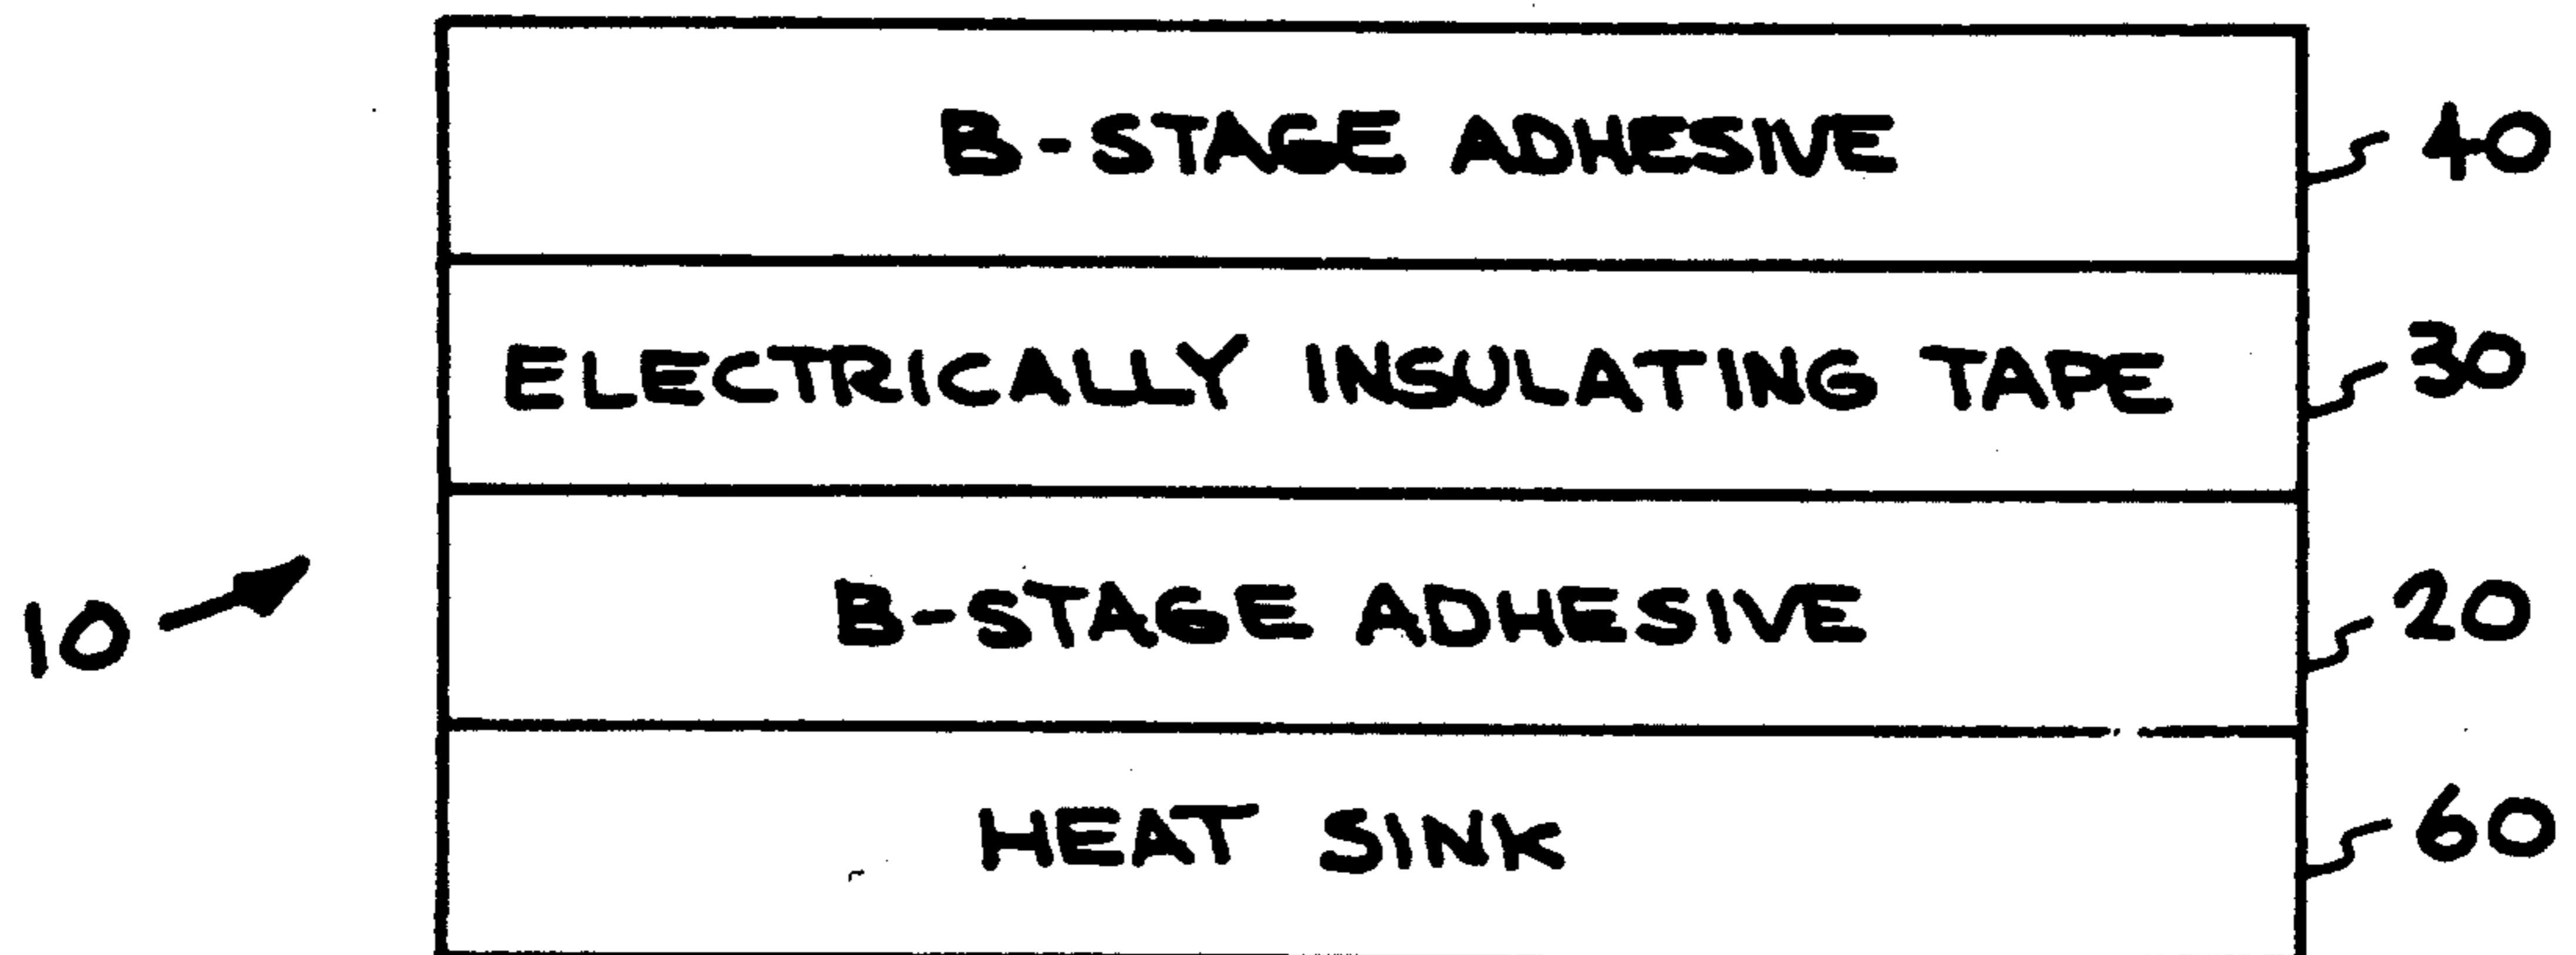 B-STAGE ADHESIVE 40
ELECTRICALLY INSULATING TAPE 30
10 B-STAGE ADHESIVE 20
HEAT SINK 60